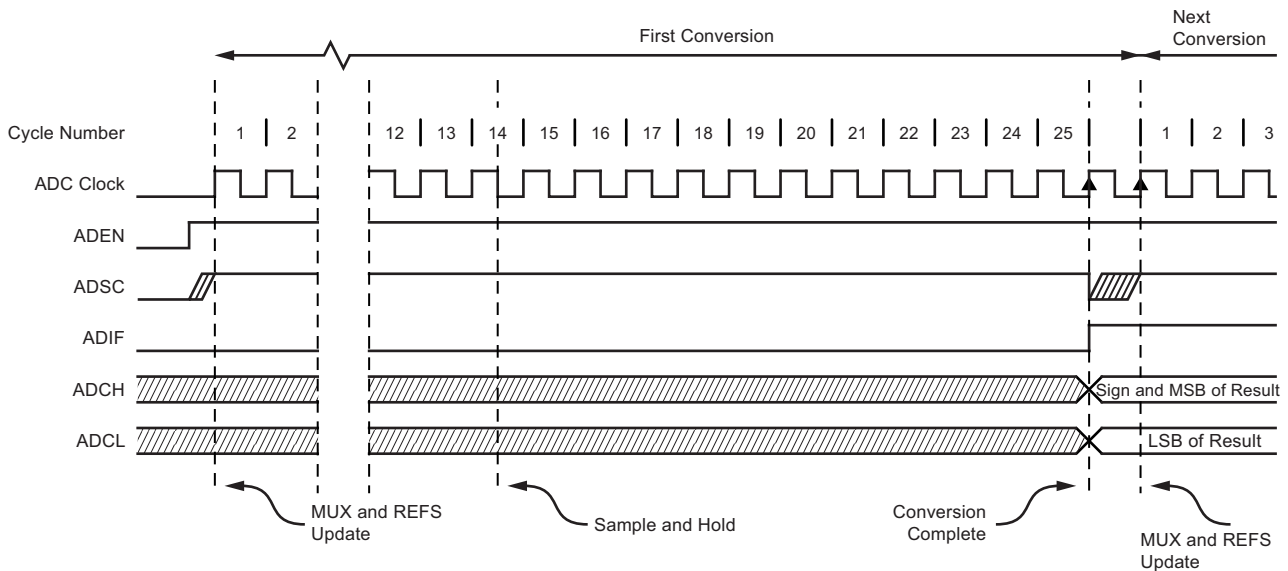 First Conversion
Next
Conversion
Cycle Number 1 2 12 13 14 15 16 17 18 19 20 21 22 23 24 25 1 2 3
ADC Clock
ADEN
ADSC
ADIF
ADCH Sign and MSB of Result
ADCL LSB of Result
MUX and REFS
Update
Sample and Hold
Conversion
Complete
MUX and REFS
Update